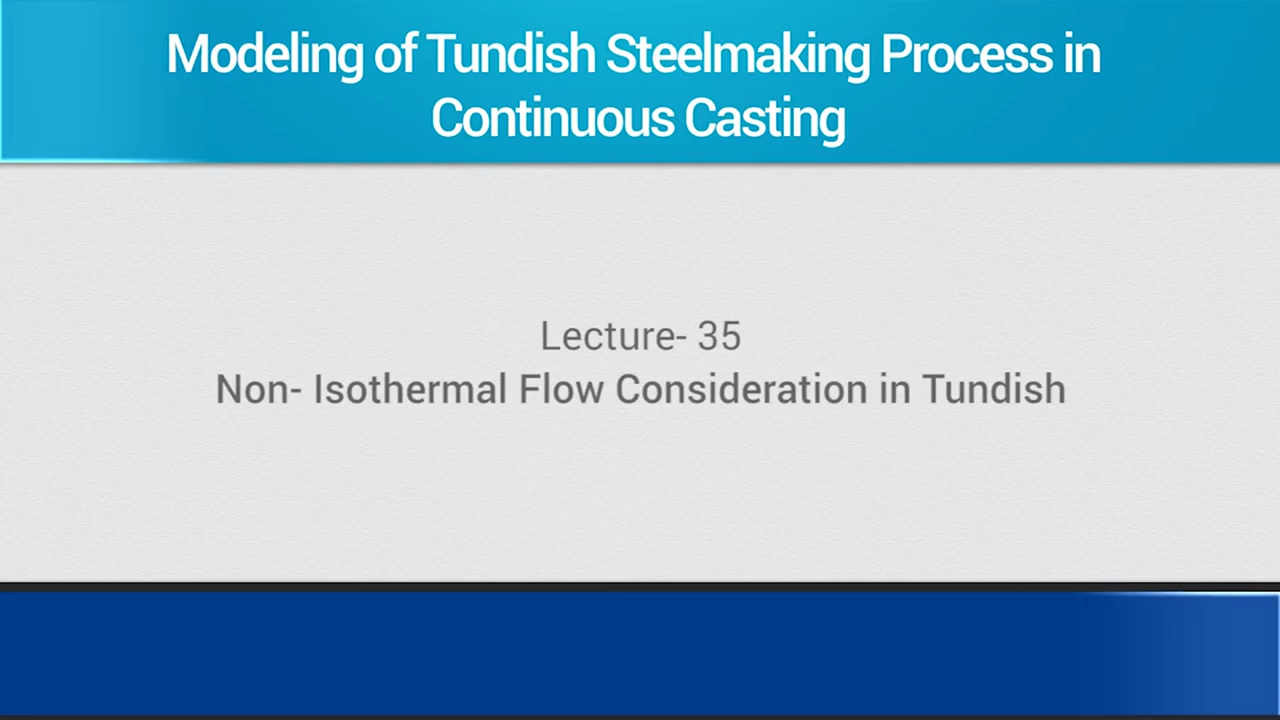 Modeling of Tundish Steelmaking Process in
Continuous Casting
Lecture- 35
Non- Isothermal Flow Consideration in Tundish